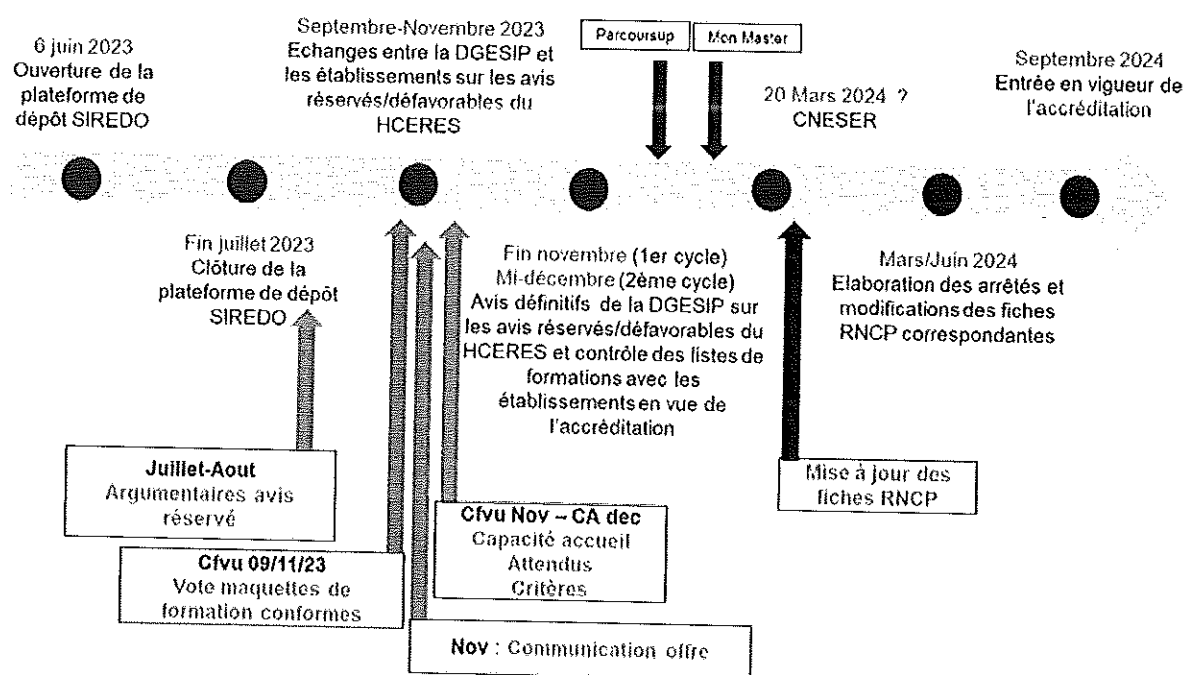 6 juin 2023
Ouverture de la
plateforme de
dépôt SIREDO
Septembre-Novembre 2023
Echanges entre la DGESIP et
les établissements sur les avis
réservés/défavorables du
HCERES
Parcoursup
Mon Master
20 Mars 2024 ?
CNESER
Septembre 2024
Entrée en vigueur de
l'accréditation
Fin juillet 2023
Clôture de la
plateforme de dépôt
SIREDO
Fin novembre (1er cycle)
Mi-décembre (2ème cycle)
Avis définitifs de la DGESIP sur
les avis réservés/défavorables du
HCERES et contrôle des listes de
formations avec les
établissements en vue de
l'accréditation
Mars/Juin 2024
Elaboration des arrêtés et
modifications des fiches
RNCP correspondantes
Juillet-Aout
Argumentaires avis
réservé
Cfvu 09/11/23
Vote maquettes de
formation conformes
Cfvu Nov – CA dec
Capacité accueil
Attendus
Critères
Nov : Communication offre
Mise à jour des
fiches RNCP